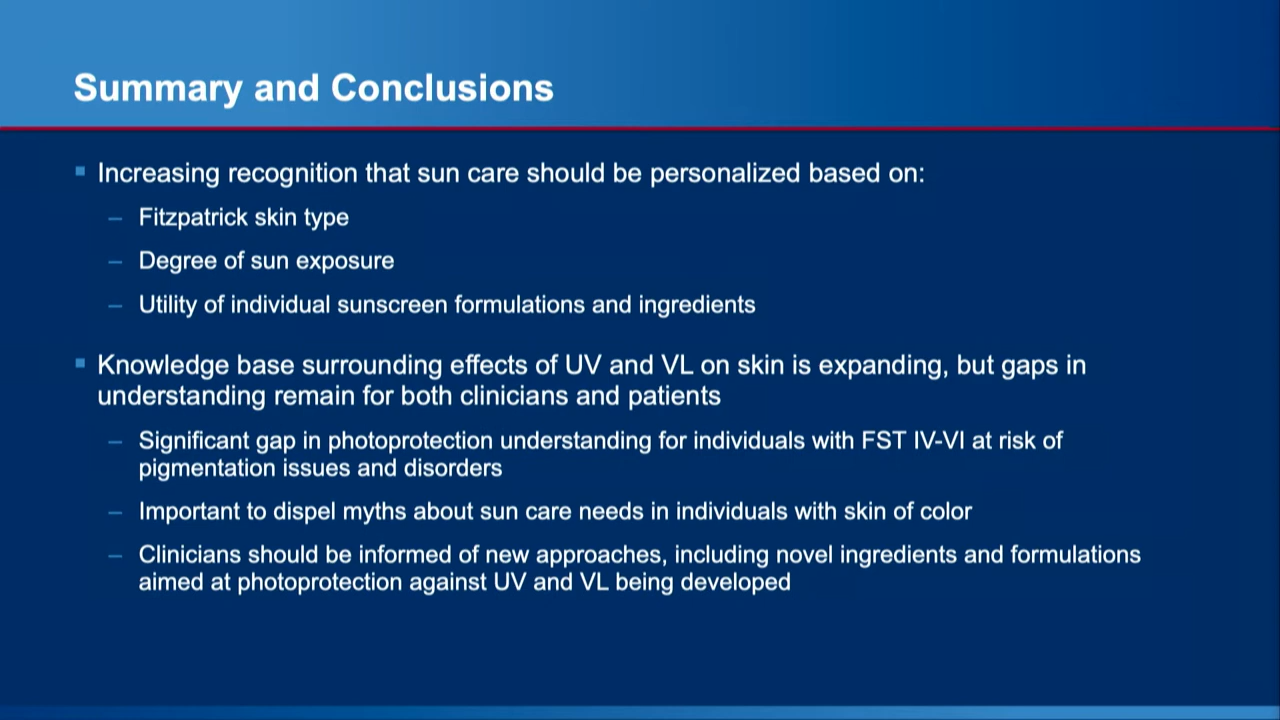 Summary and Conclusions
▪ Increasing recognition that sun care should be personalized based on:
– Fitzpatrick skin type
– Degree of sun exposure
– Utility of individual sunscreen formulations and ingredients
▪ Knowledge base surrounding effects of UV and VL on skin is expanding, but gaps in
understanding remain for both clinicians and patients
– Significant gap in photoprotection understanding for individuals with FST IV-VI at risk of
pigmentation issues and disorders
– Important to dispel myths about sun care needs in individuals with skin of color
– Clinicians should be informed of new approaches, including novel ingredients and formulations
aimed at photoprotection against UV and VL being developed